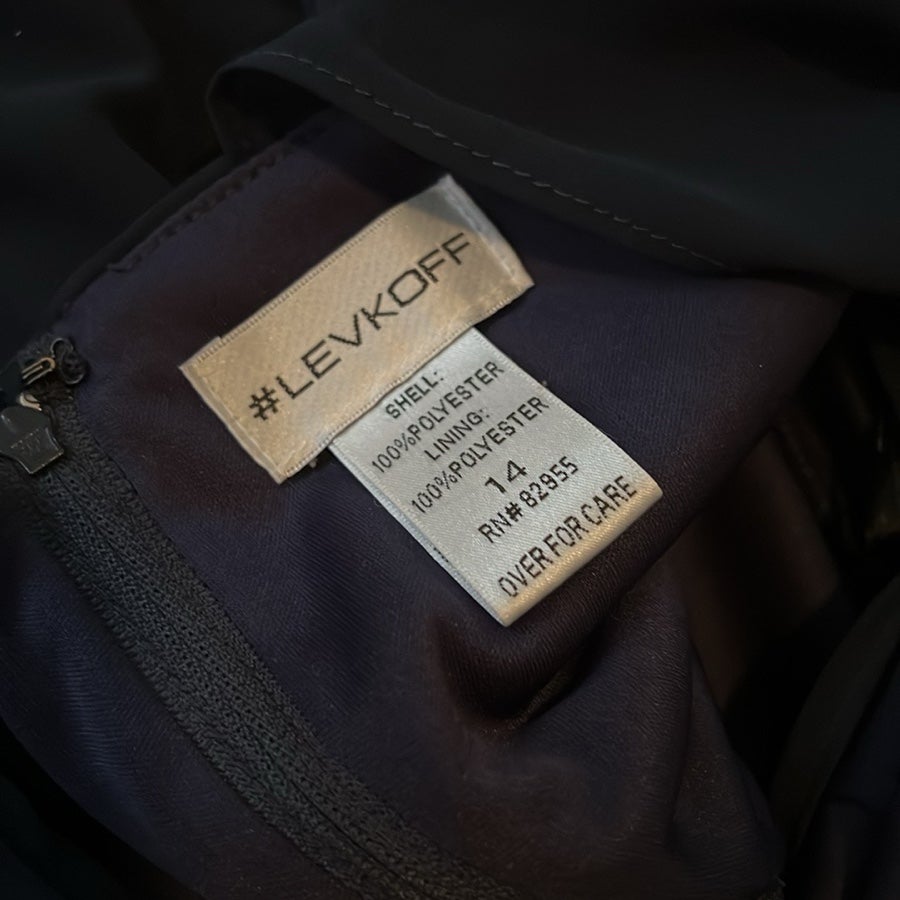 #LEVKOFF
SHELL:
100%POLYESTER
LINING:
100%POLYESTER
14
RN#82955
OVER FOR CARE